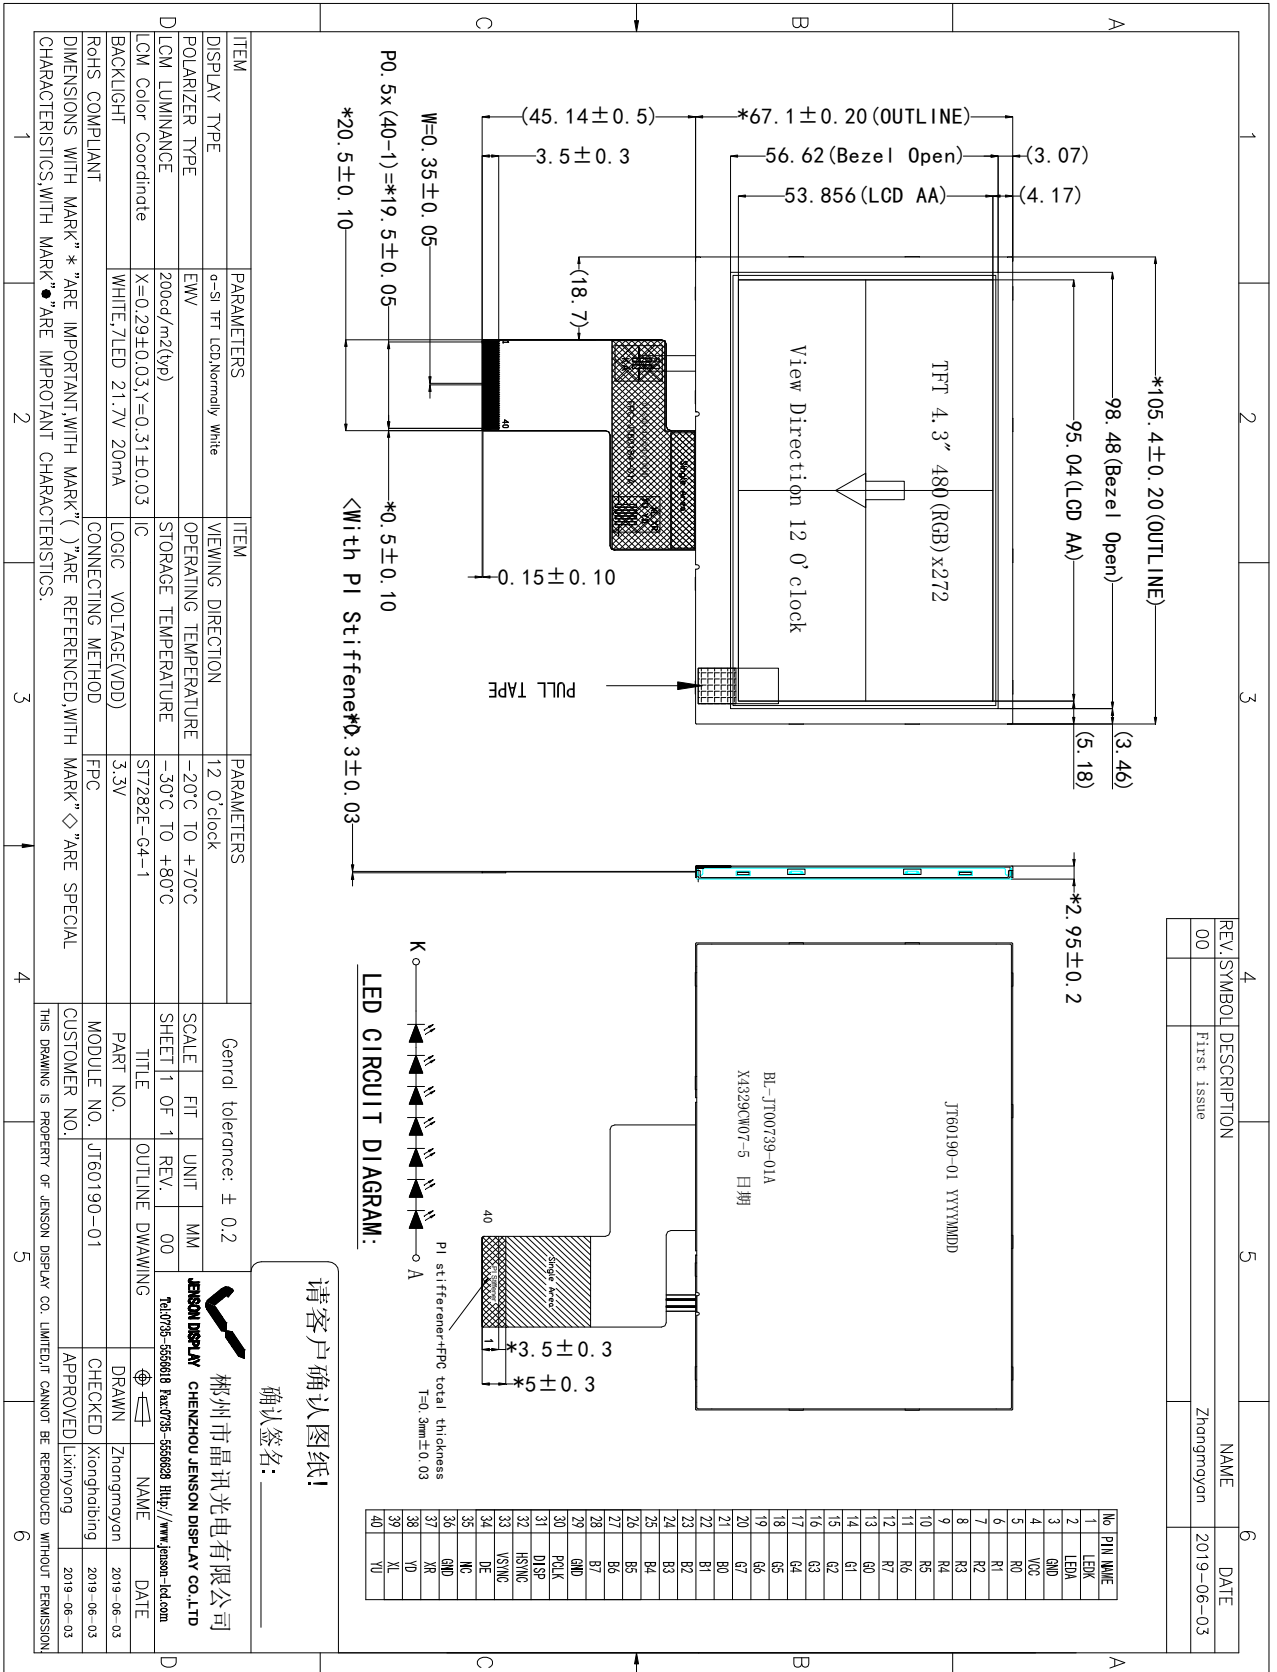 1
2
3
4
5
6
A
B
C
D
REV. SYMBOL DESCRIPTION NAME DATE
00 First issue Zhangmayan 2019-06-03
*105.4±0.20(OUTLINE)
98.48(Bezel Open)
95.04(LCD AA)
(3.46)
(5.18)
*67.1±0.20(OUTLINE)
56.62(Bezel Open)
(3.07)
53.856(LCD AA)
(4.17)
(45.14±0.5)
3.5±0.3
(18.7)
TFT 4.3" 480(RGB)x272
View Direction 12 O'clock
Single Area
1
40
W=0.35±0.05
P0.5x(40-1)=*19.5±0.05
*20.5±0.10
*0.5±0.10
0.15±0.10
<With PI Stiffener>
*0.3±0.03
PULL TAPE
*2.95±0.2
JT60190-01 YYYYMMDD
BL-JT00739-01A
X4329CW07-5 日期
Single Area
40
1
PI stifferener+FPC total thickness
T=0.3mm±0.03
*3.5±0.3
*5±0.3
K
A
LED CIRCUIT DIAGRAM:
No PIN NAME
1 LEDK
2 LEDA
3 GND
4 VCC
5 R0
6 R1
7 R2
8 R3
9 R4
10 R5
11 R6
12 R7
13 G0
14 G1
15 G2
16 G3
17 G4
18 G5
19 G6
20 G7
21 B0
22 B1
23 B2
24 B3
25 B4
26 B5
27 B6
28 B7
29 GND
30 PCLK
31 DISP
32 HSYNC
33 VSYNC
34 DE
35 NC
36 GND
37 XR
38 YD
39 XL
40 YU
请客户确认图纸!
确认签名:
ITEM PARAMETERS ITEM PARAMETERS
DISPLAY TYPE a-SI TFT LCD,Normally White VIEWING DIRECTION 12 O'clock
POLARIZER TYPE EWV OPERATING TEMPERATURE -20°C TO +70°C
LCM LUMINANCE 200cd/m2(typ) STORAGE TEMPERATURE -30°C TO +80°C
LCM Color Coordinate X=0.29±0.03,Y=0.31±0.03 IC ST7282E-G4-1
BACKLIGHT WHITE,7LED 21.7V 20mA LOGIC VOLTAGE(VDD) 3.3V
RoHS COMPLIANT CONNECTING METHOD FPC
DIMENSIONS WITH MARK" * "ARE IMPORTANT,WITH MARK"( )"ARE REFERENCED,WITH MARK"◇"ARE SPECIAL
CHARACTERISTICS,WITH MARK"●"ARE IMPROTANT CHARACTERISTICS.
Genral tolerance: ± 0.2
SCALE FIT UNIT MM
SHEET 1 OF 1 REV. 00
TITLE OUTLINE DWAWING
PART NO.
MODULE NO. JT60190-01
CUSTOMER NO.
郴州市晶讯光电有限公司
JENSON DISPLAY CHENZHOU JENSON DISPLAY CO.,LTD
Tel:0735-5556618 Fax:0735-5556628 Http://www.jenson-lcd.com
NAME DATE
DRAWN Zhangmayan 2019-06-03
CHECKED Xionghaibing 2019-06-03
APPROVED Lixinyong 2019-06-03
THIS DRAWING IS PROPERTY OF JENSON DISPLAY CO. LIMITED,IT CANNOT BE REPRODUCED WITHOUT PERMISSION.